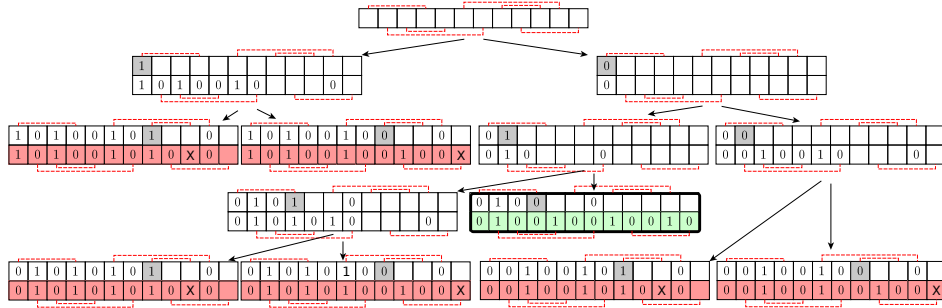 1
1 0 1 0 0 1 0 0
0
0
1 0 1 0 0 1 0 1 0
1 0 1 0 0 1 0 1 0 X 0
1 0 1 0 0 1 0 0 0
1 0 1 0 0 1 0 0 1 0 0 X
0 1
0 1 0 0
0 0
0 0 1 0 0 1 0 0
0 1 0 1 0
0 1 0 1 0 1 0 0
0 1 0 0 0
0 1 0 0 1 0 0 1 0 0 1 0
0 1 0 1 0 1 0 1 0
0 1 0 1 0 1 0 1 0 X 0
0 1 0 1 0 1 0 0 0
0 1 0 1 0 1 0 0 1 0 0 X
0 0 1 0 0 1 0 1 0
0 0 1 0 0 1 0 1 0 X 0
0 0 1 0 0 1 0 0 0
0 0 1 0 0 1 0 0 1 0 0 X